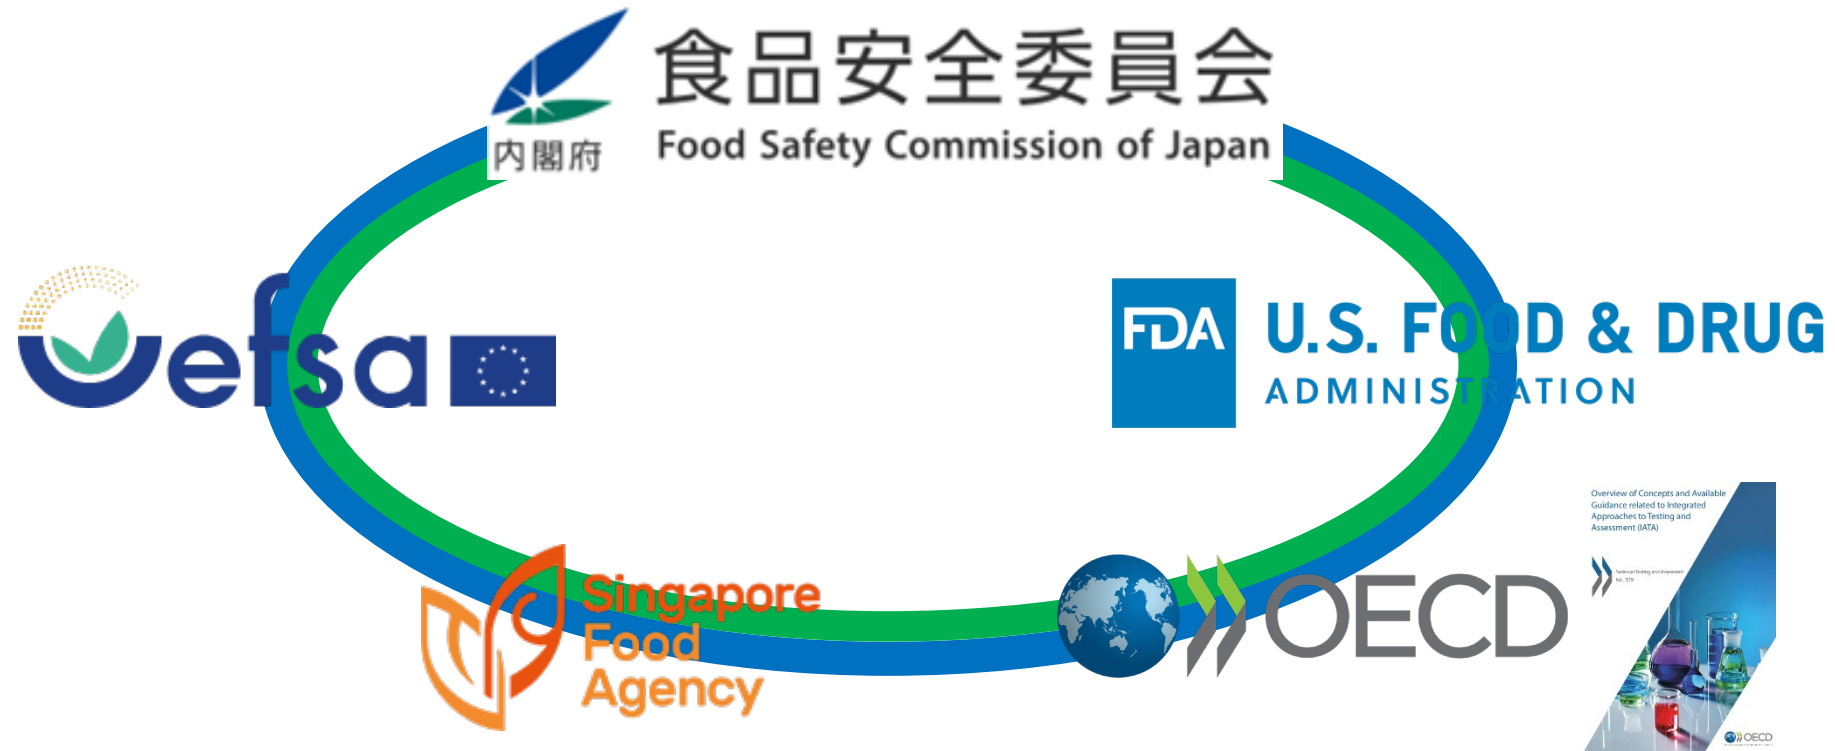 食品安全委員会
内閣府
Food Safety Commission of Japan
efsa
FDA
U.S. FOOD & DRUG
ADMINISTRATION
Overview of Concepts and Available
Guidance related to Integrated
Approaches to Testing and
Assessment (IATA)
Singapore
Food
Agency
OECD
OECD